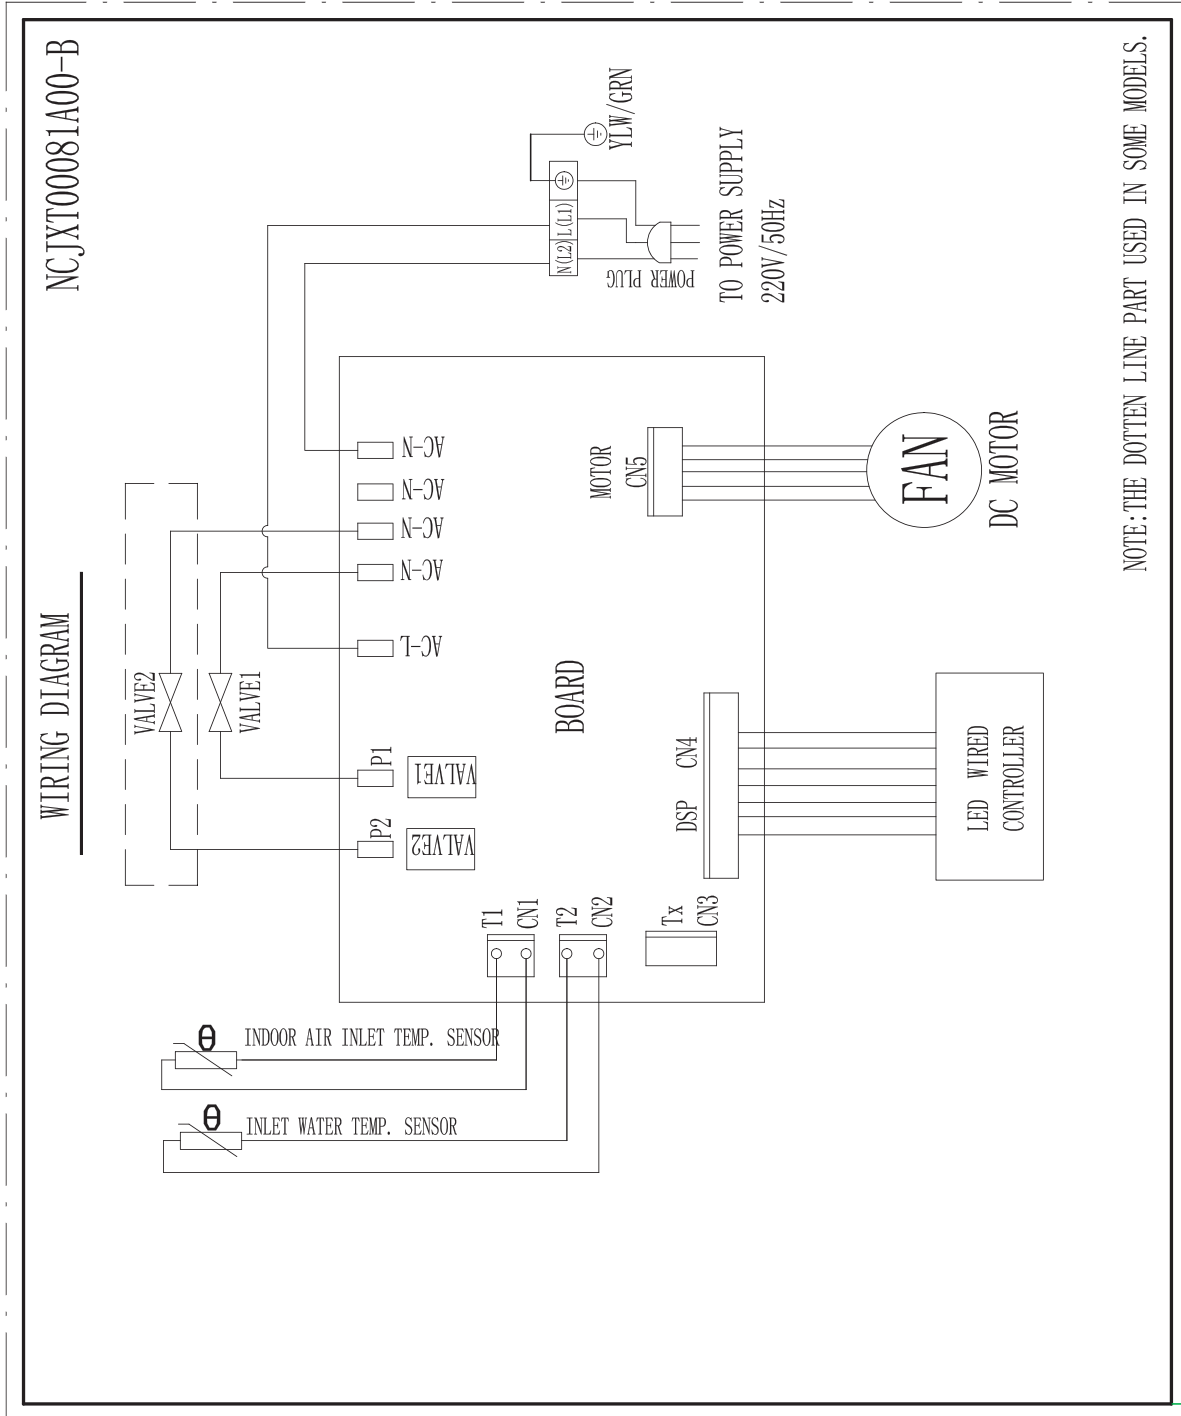 WIRING DIAGRAM
NCJXT00081A00-B
VALVE2
VALVE1
P2
P1
VALVE2
VALVE1
AC-L
AC-N
AC-N
AC-N
AC-N
N(L2)
L(L1)
YLW/GRN
POWER PLUG
TO POWER SUPPLY
220V/50Hz
INDOOR AIR INLET TEMP. SENSOR
θ
INLET WATER TEMP. SENSOR
θ
T1
CN1
T2
CN2
Tx
CN3
BOARD
DSP CN4
MOTOR
CN5
LED WIRED
CONTROLLER
FAN
DC MOTOR
NOTE:THE DOTTEN LINE PART USED IN SOME MODELS.